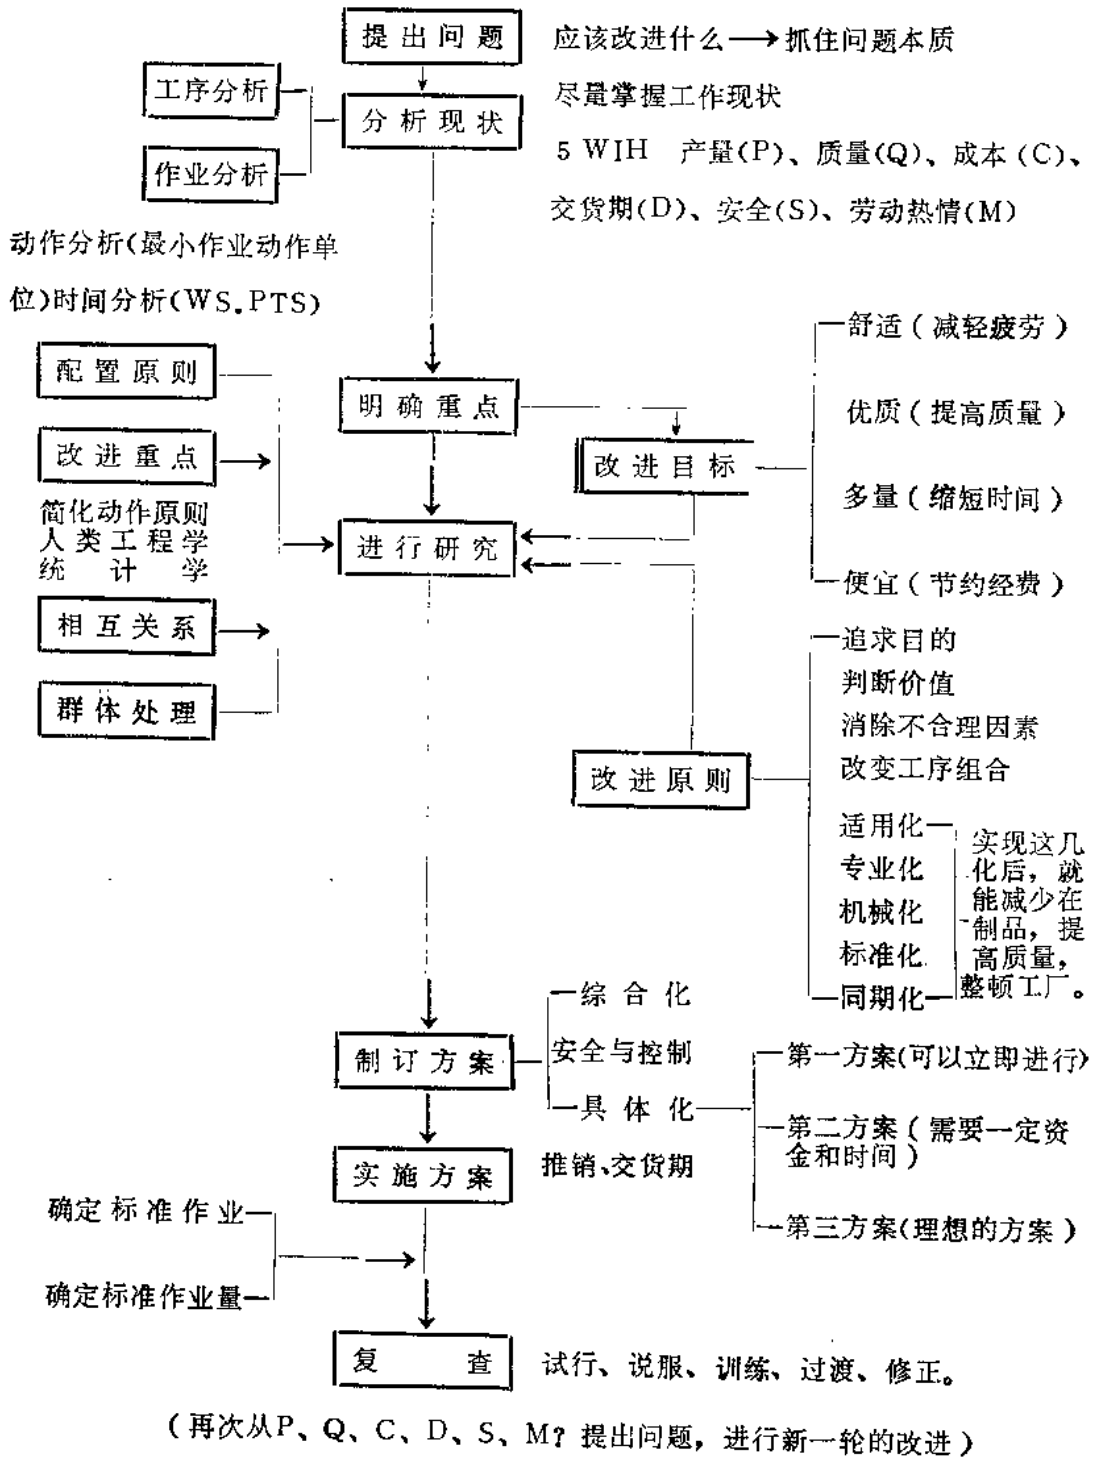 提出问题
应该改进什么→抓住问题本质
工序分析
分析现状
尽量掌握工作现状
作业分析
5 W1H 产量(P)、质量(Q)、成本(C)、
交货期(D)、安全(S)、劳动热情(M)
动作分析(最小作业动作单
位)时间分析(WS.PTS)
舒适(减轻疲劳)
配置原则
明确重点
优质(提高质量)
改进重点
改进目标
多量(缩短时间)
简化动作原则
人类工程学
统计学
进行研究
便宜(节约经费)
相互关系
追求目的
判断价值
群体处理
消除不合理因素
改进原则
改变工序组合
适用化
专业化
机械化
标准化
同期化
实现这几
化后，就
能减少在
制品，提
高质量，
整顿工厂。
综合化
制订方案
安全与控制
具体化
第一方案(可以立即进行)
第二方案(需要一定资
金和时间)
第三方案(理想的方案)
实施方案
推销、交货期
确定标准作业
确定标准作业量
复查
试行、说服、训练、过渡、修正。
(再次从P、Q、C、D、S、M?提出问题，进行新一轮的改进)